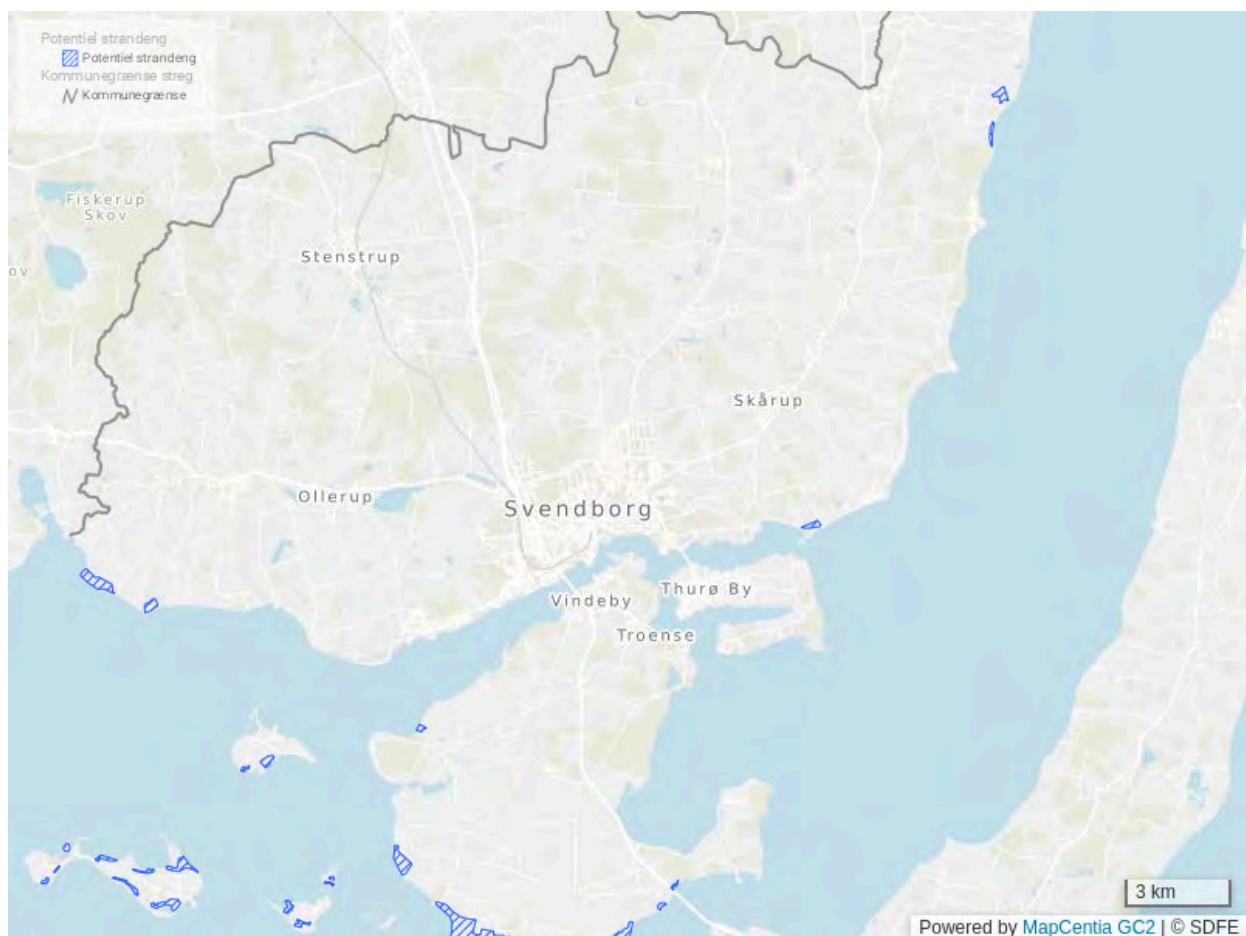 Potentiel strandeng
Potentiel strandeng
Kommunegrænse streg
Kommunegrænse
Fiskerup
Skov
ov
Stenstrup
Skårup
Ollerup
Svendborg
Vindeby
Thurø By
Troense
3 km
Powered by MapCentia GC2 | © SDFE